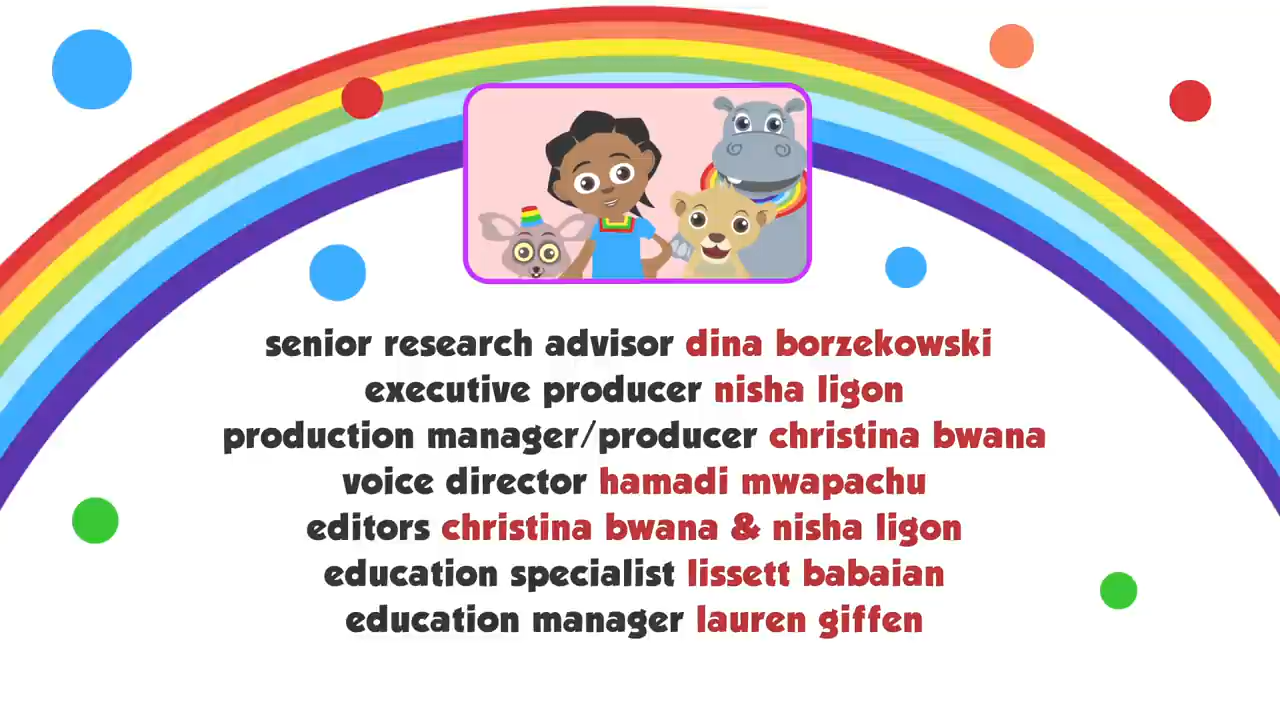 senior research advisor dina borzekowski
executive producer nisha ligon
production manager/producer christina bwana
voice director hamadi mwapachu
editors christina bwana & nisha ligon
education specialist lissett babaian
education manager lauren giffen